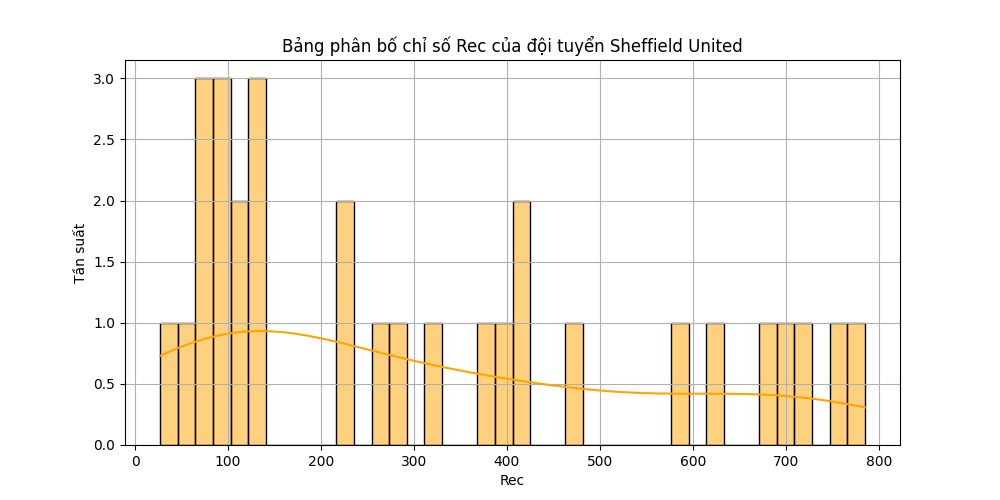 Bảng phân bố chỉ số Rec của đội tuyển Sheffield United
3.0
2.5
2.0
1.5
1.0
0.5
0.0
Tần suất
0 100 200 300 400 500 600 700 800
Rec